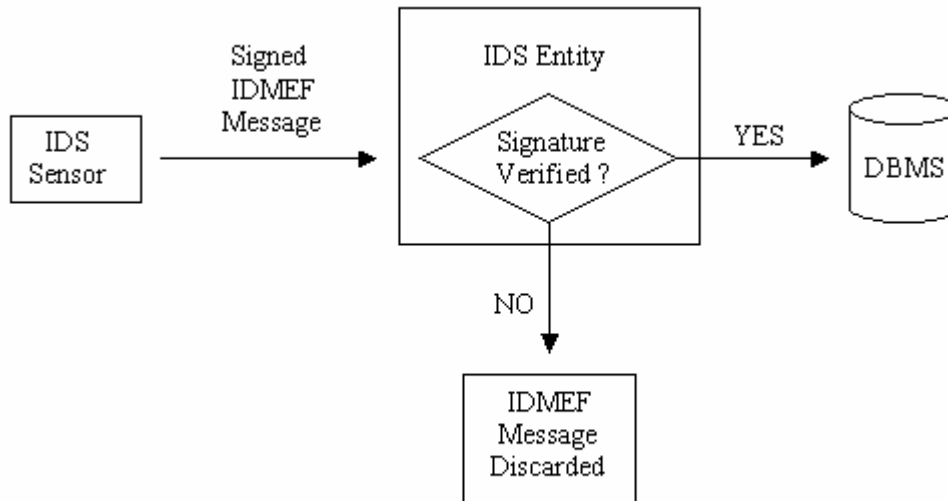 IDS
Sensor
Signed
IDMEF
Message
IDS Entity
Signature
Verified ?
YES
DBMS
NO
IDMEF
Message
Discarded